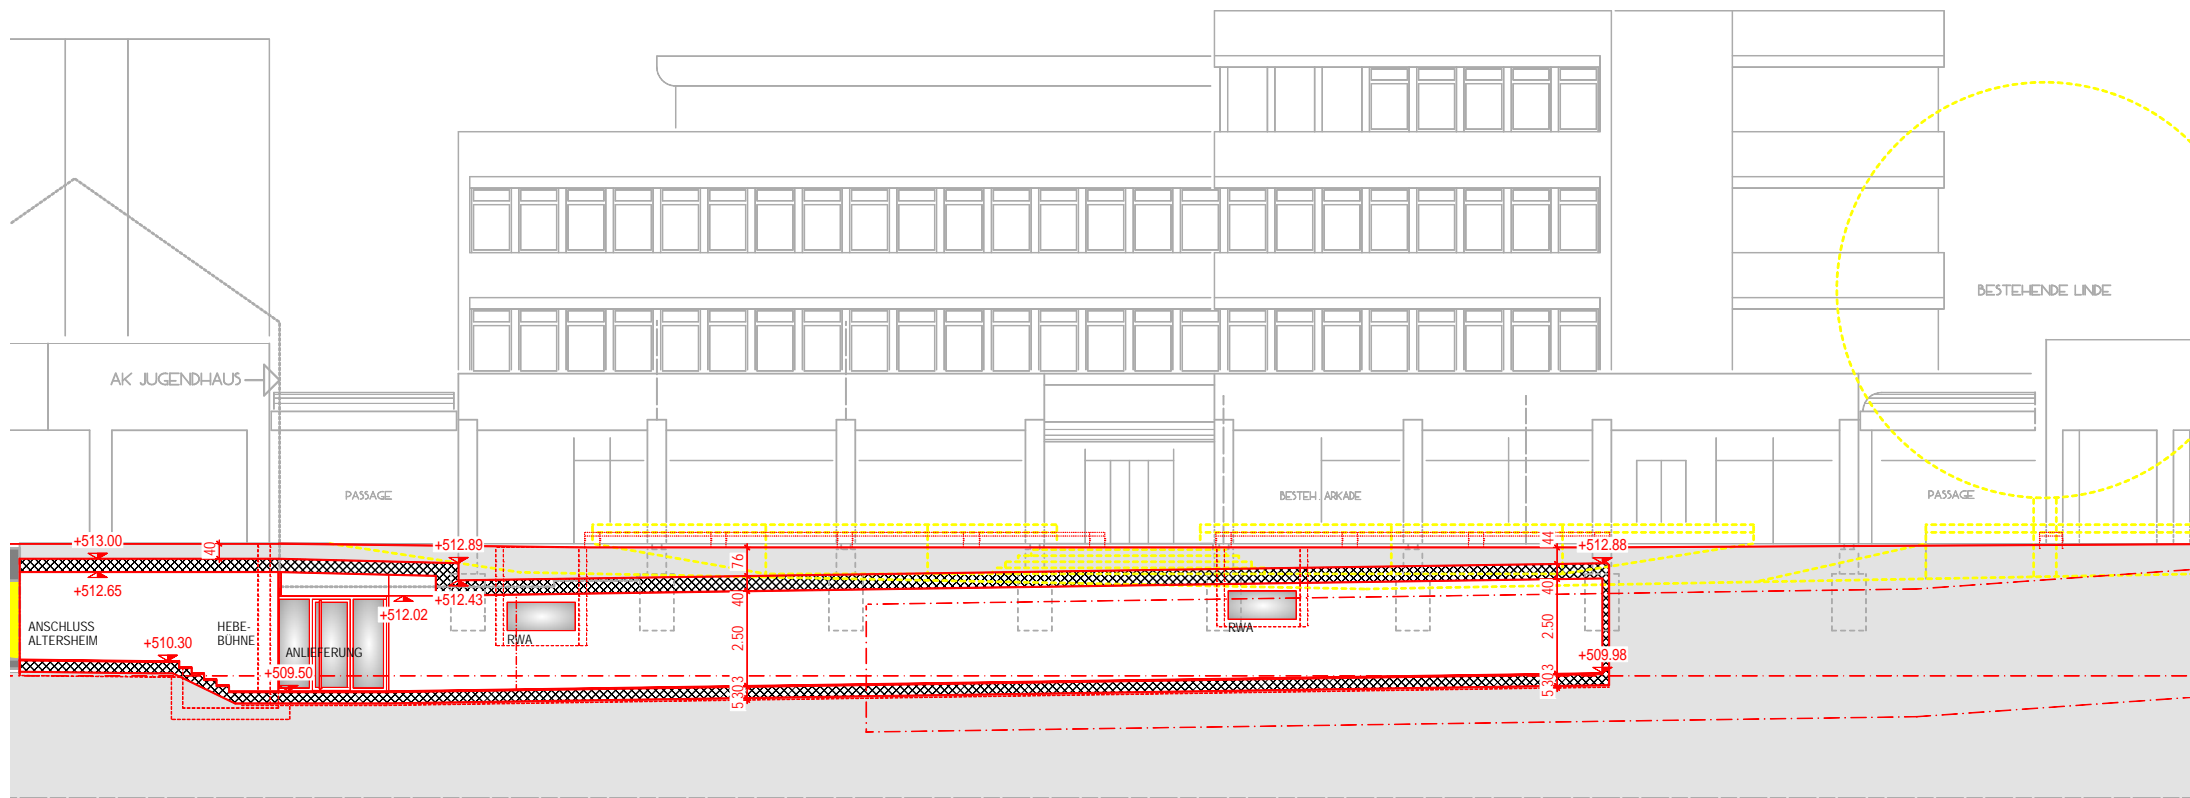 BESTEHENDE LINDE
AK JUGENDHAUS
PASSAGE
BESTEH. ARKADE
PASSAGE
+513.00
40
+512.89
76
44
+512.88
+512.65
+512.43
+512.02
40
40
ANSCHLUSS
ALTERSHEIM
HEBE-
BÜHNE
+510.30
ANLIEFERUNG
RWA
RWA
2.50
2.50
+509.98
+509.50
5 30 3
5 30 3